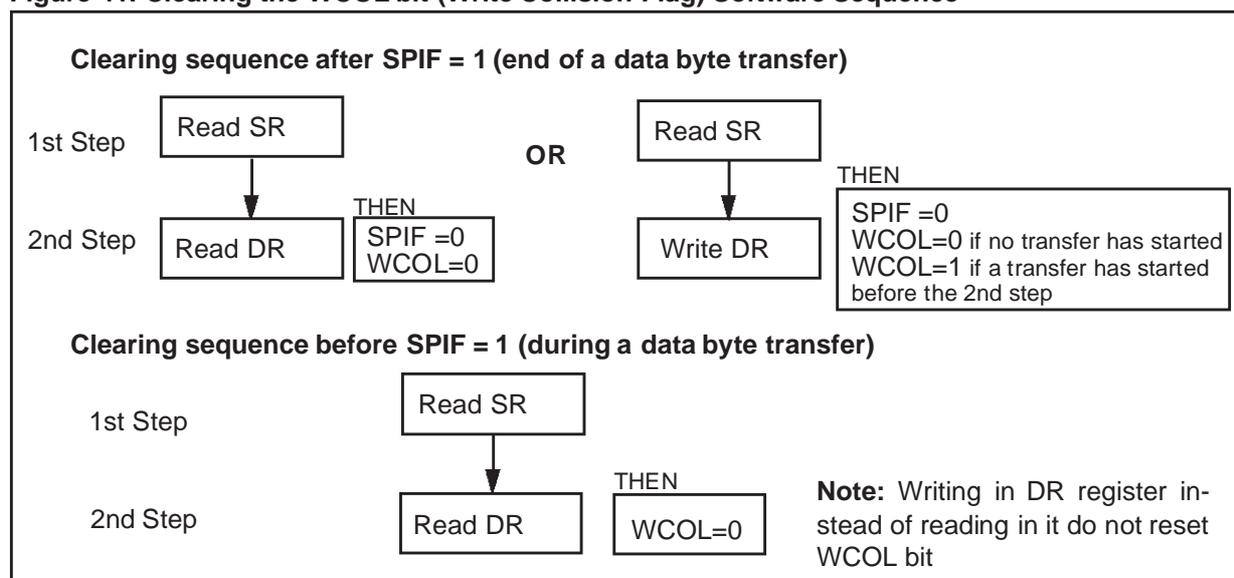 Clearing sequence after SPIF = 1 (end of a data byte transfer)
1st Step
Read SR
OR
Read SR
THEN
2nd Step
Read DR
THEN
SPIF =0
WCOL=0
Write DR
SPIF =0
WCOL=0 if no transfer has started
WCOL=1 if a transfer has started
before the 2nd step
Clearing sequence before SPIF = 1 (during a data byte transfer)
1st Step
Read SR
2nd Step
Read DR
THEN
WCOL=0
Note: Writing in DR register in-
stead of reading in it do not reset
WCOL bit